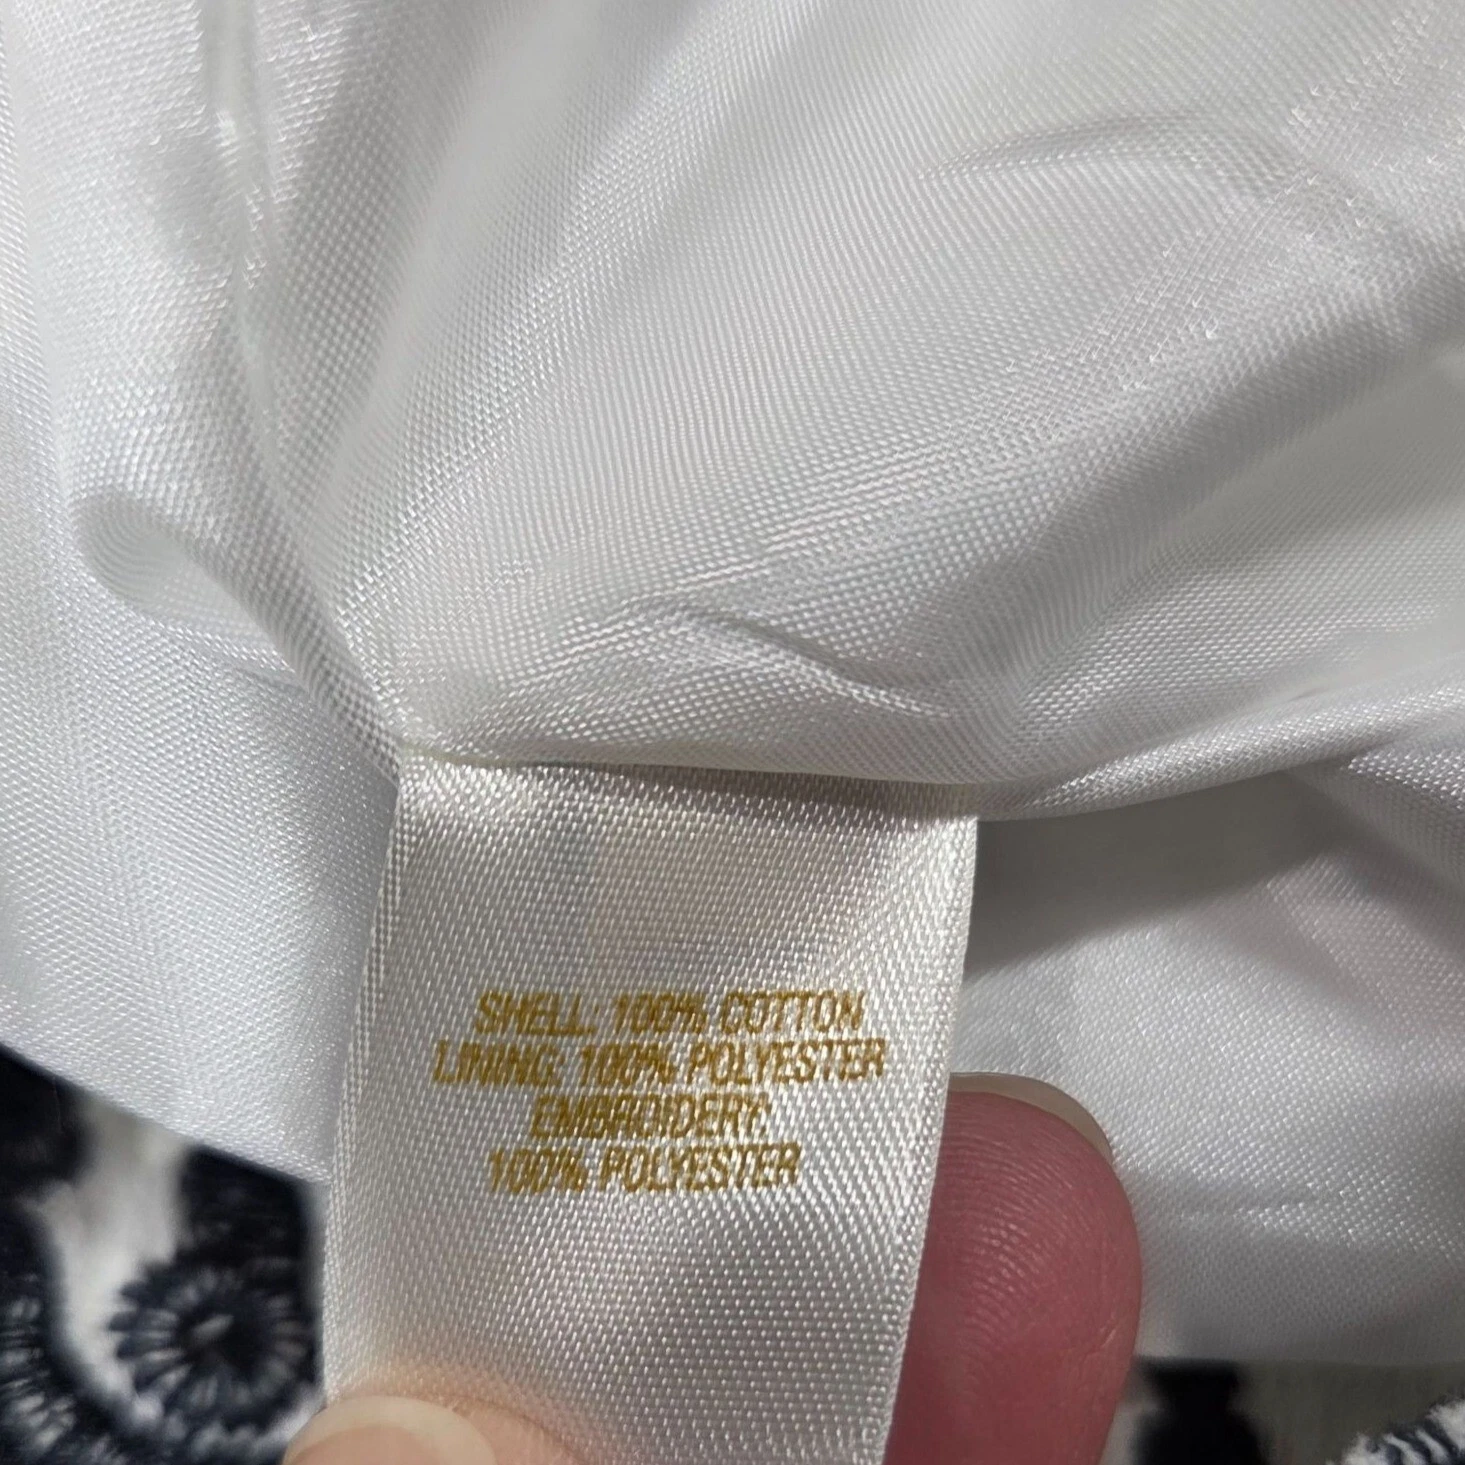 SHELL: 100% COTTON
LINING: 100% POLYESTER
EMBROIDERY:
100% POLYESTER